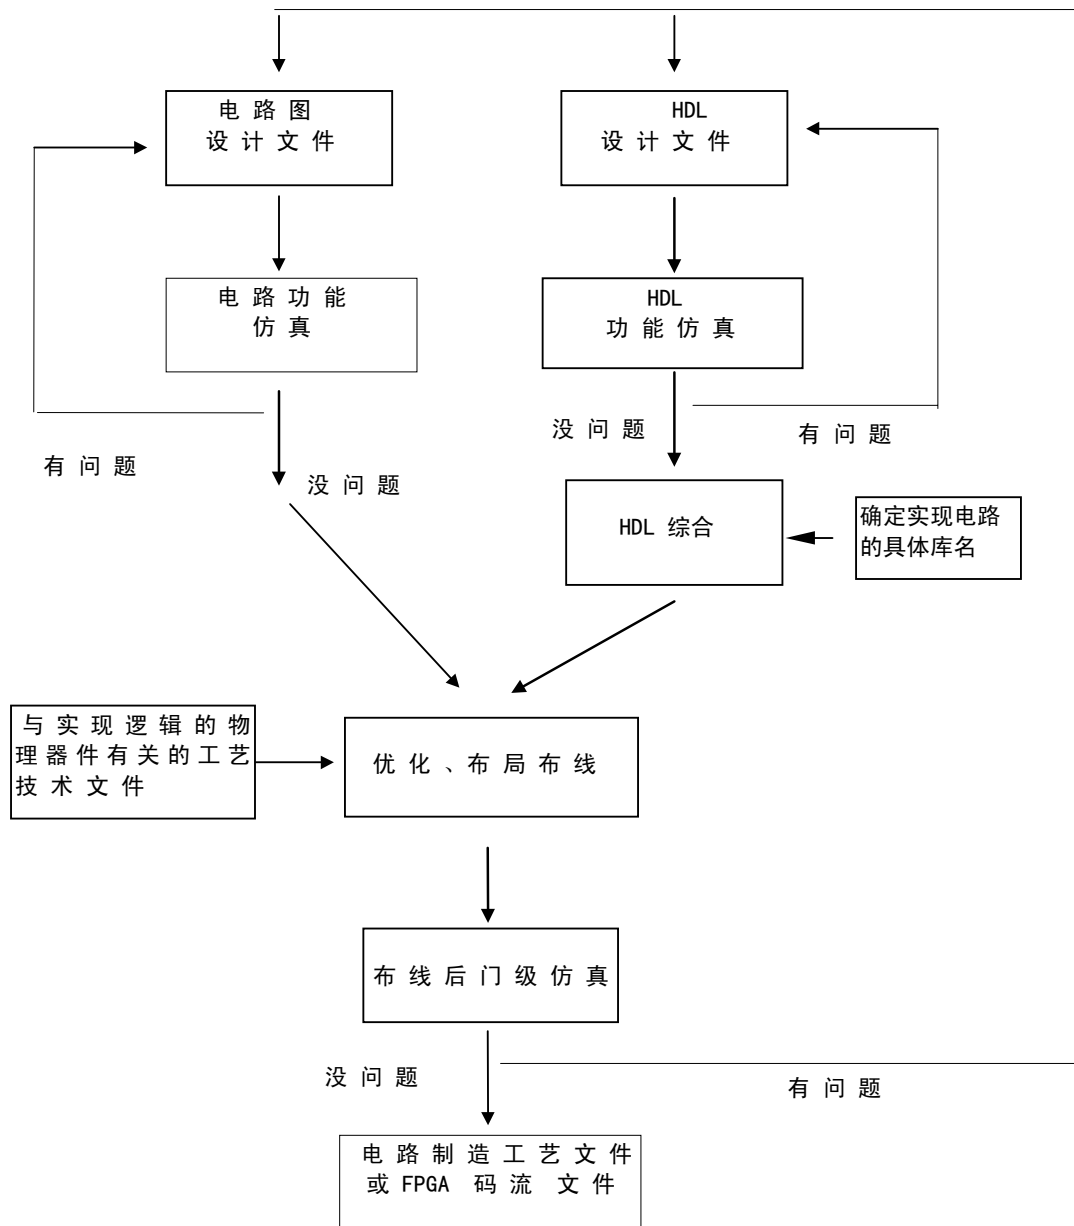 电路图
设计文件
HDL
设计文件
电路功能
仿真
HDL
功能仿真
没问题
有问题
有问题
没问题
HDL 综合
确定实现电路
的具体库名
与实现逻辑的物
理器件有关的工艺
技术文件
优化、布局布线
布线后门级仿真
没问题
有问题
电路制造工艺文件
或 FPGA 码流 文件